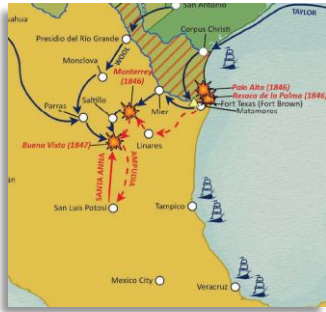 San Antonio
TAYLOR
Corpus Christi
Presidio del Río Grande
WOOL
Monclova
Monterrey
(1846)
Palo Alto (1846)
Resaca de la Palma (1846)
Fort Texas (Fort Brown)
Matamoros
Saltillo
Parras
Mier
Linares
Buena Vista (1847)
SANTA ANNA
AMPUDIA
San Luis Potosí
Tampico
Mexico City
Veracruz